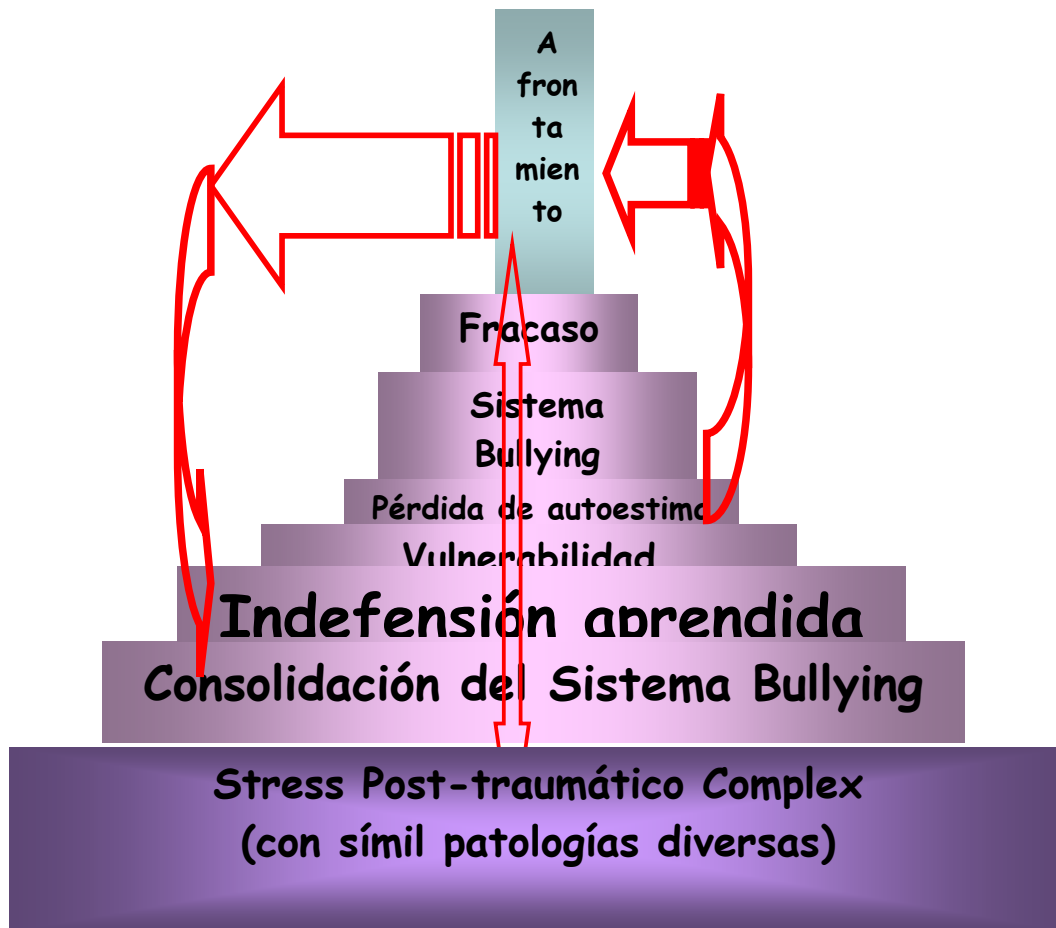 A
fron
ta
mien
to
Fracaso
Sistema
Bullying
Pérdida de autoestima
Vulnerabilidad
Indefensión aprendida
Consolidación del Sistema Bullying
Stress Post-traumático Complex
(con símil patologías diversas)